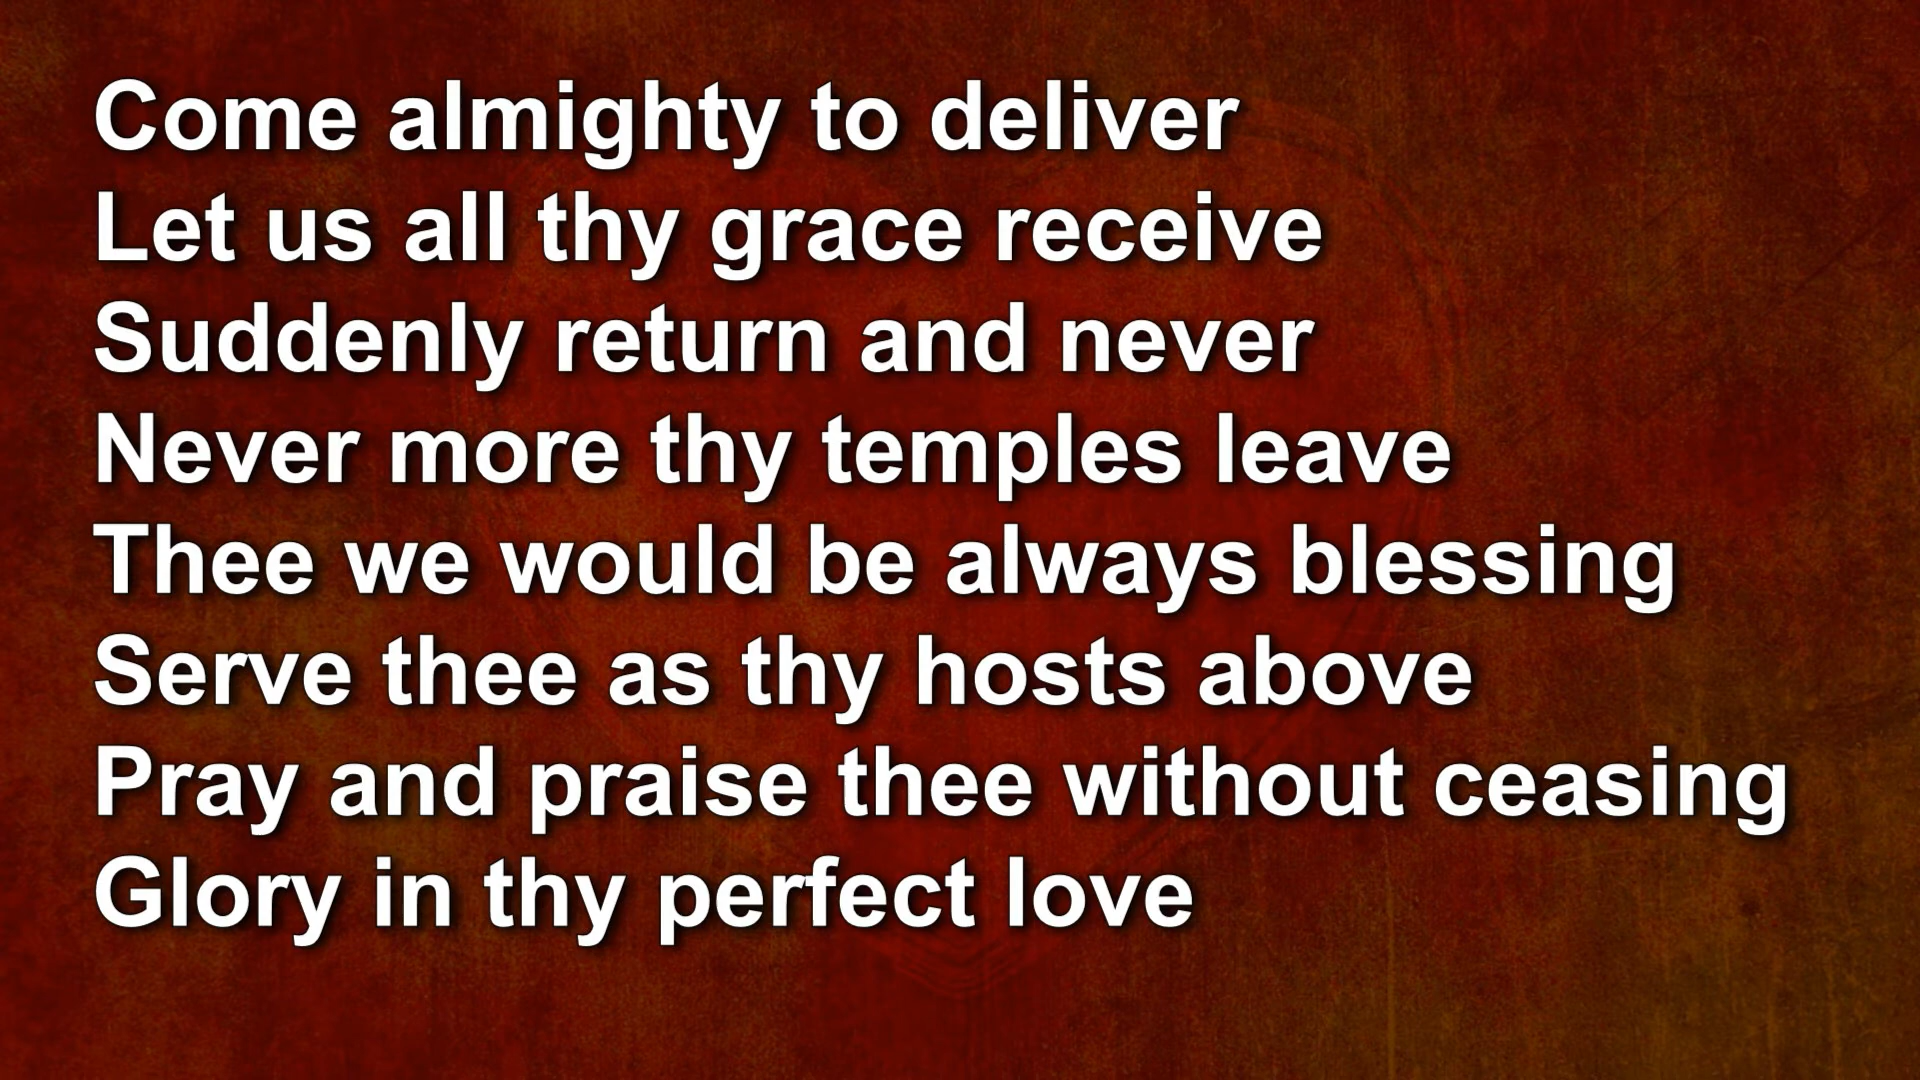 Come almighty to deliver
Let us all thy grace receive
Suddenly return and never
Never more thy temples leave
Thee we would be always blessing
Serve thee as thy hosts above
Pray and praise thee without ceasing
Glory in thy perfect love